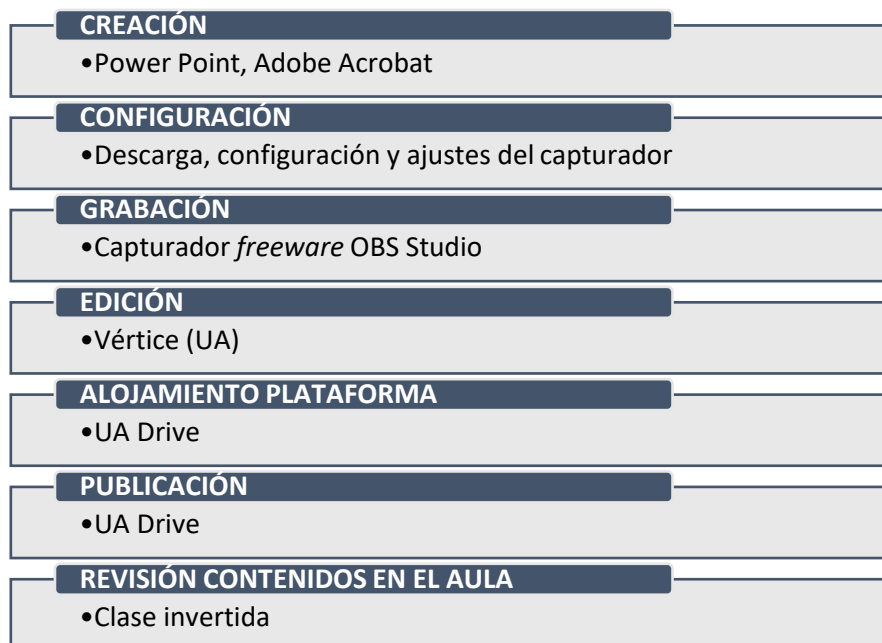 CREACIÓN
•Power Point, Adobe Acrobat
CONFIGURACIÓN
•Descarga, configuración y ajustes del capturador
GRABACIÓN
•Capturador freeware OBS Studio
EDICIÓN
•Vértice (UA)
ALOJAMIENTO PLATAFORMA
•UA Drive
PUBLICACIÓN
•UA Drive
REVISIÓN CONTENIDOS EN EL AULA
•Clase invertida